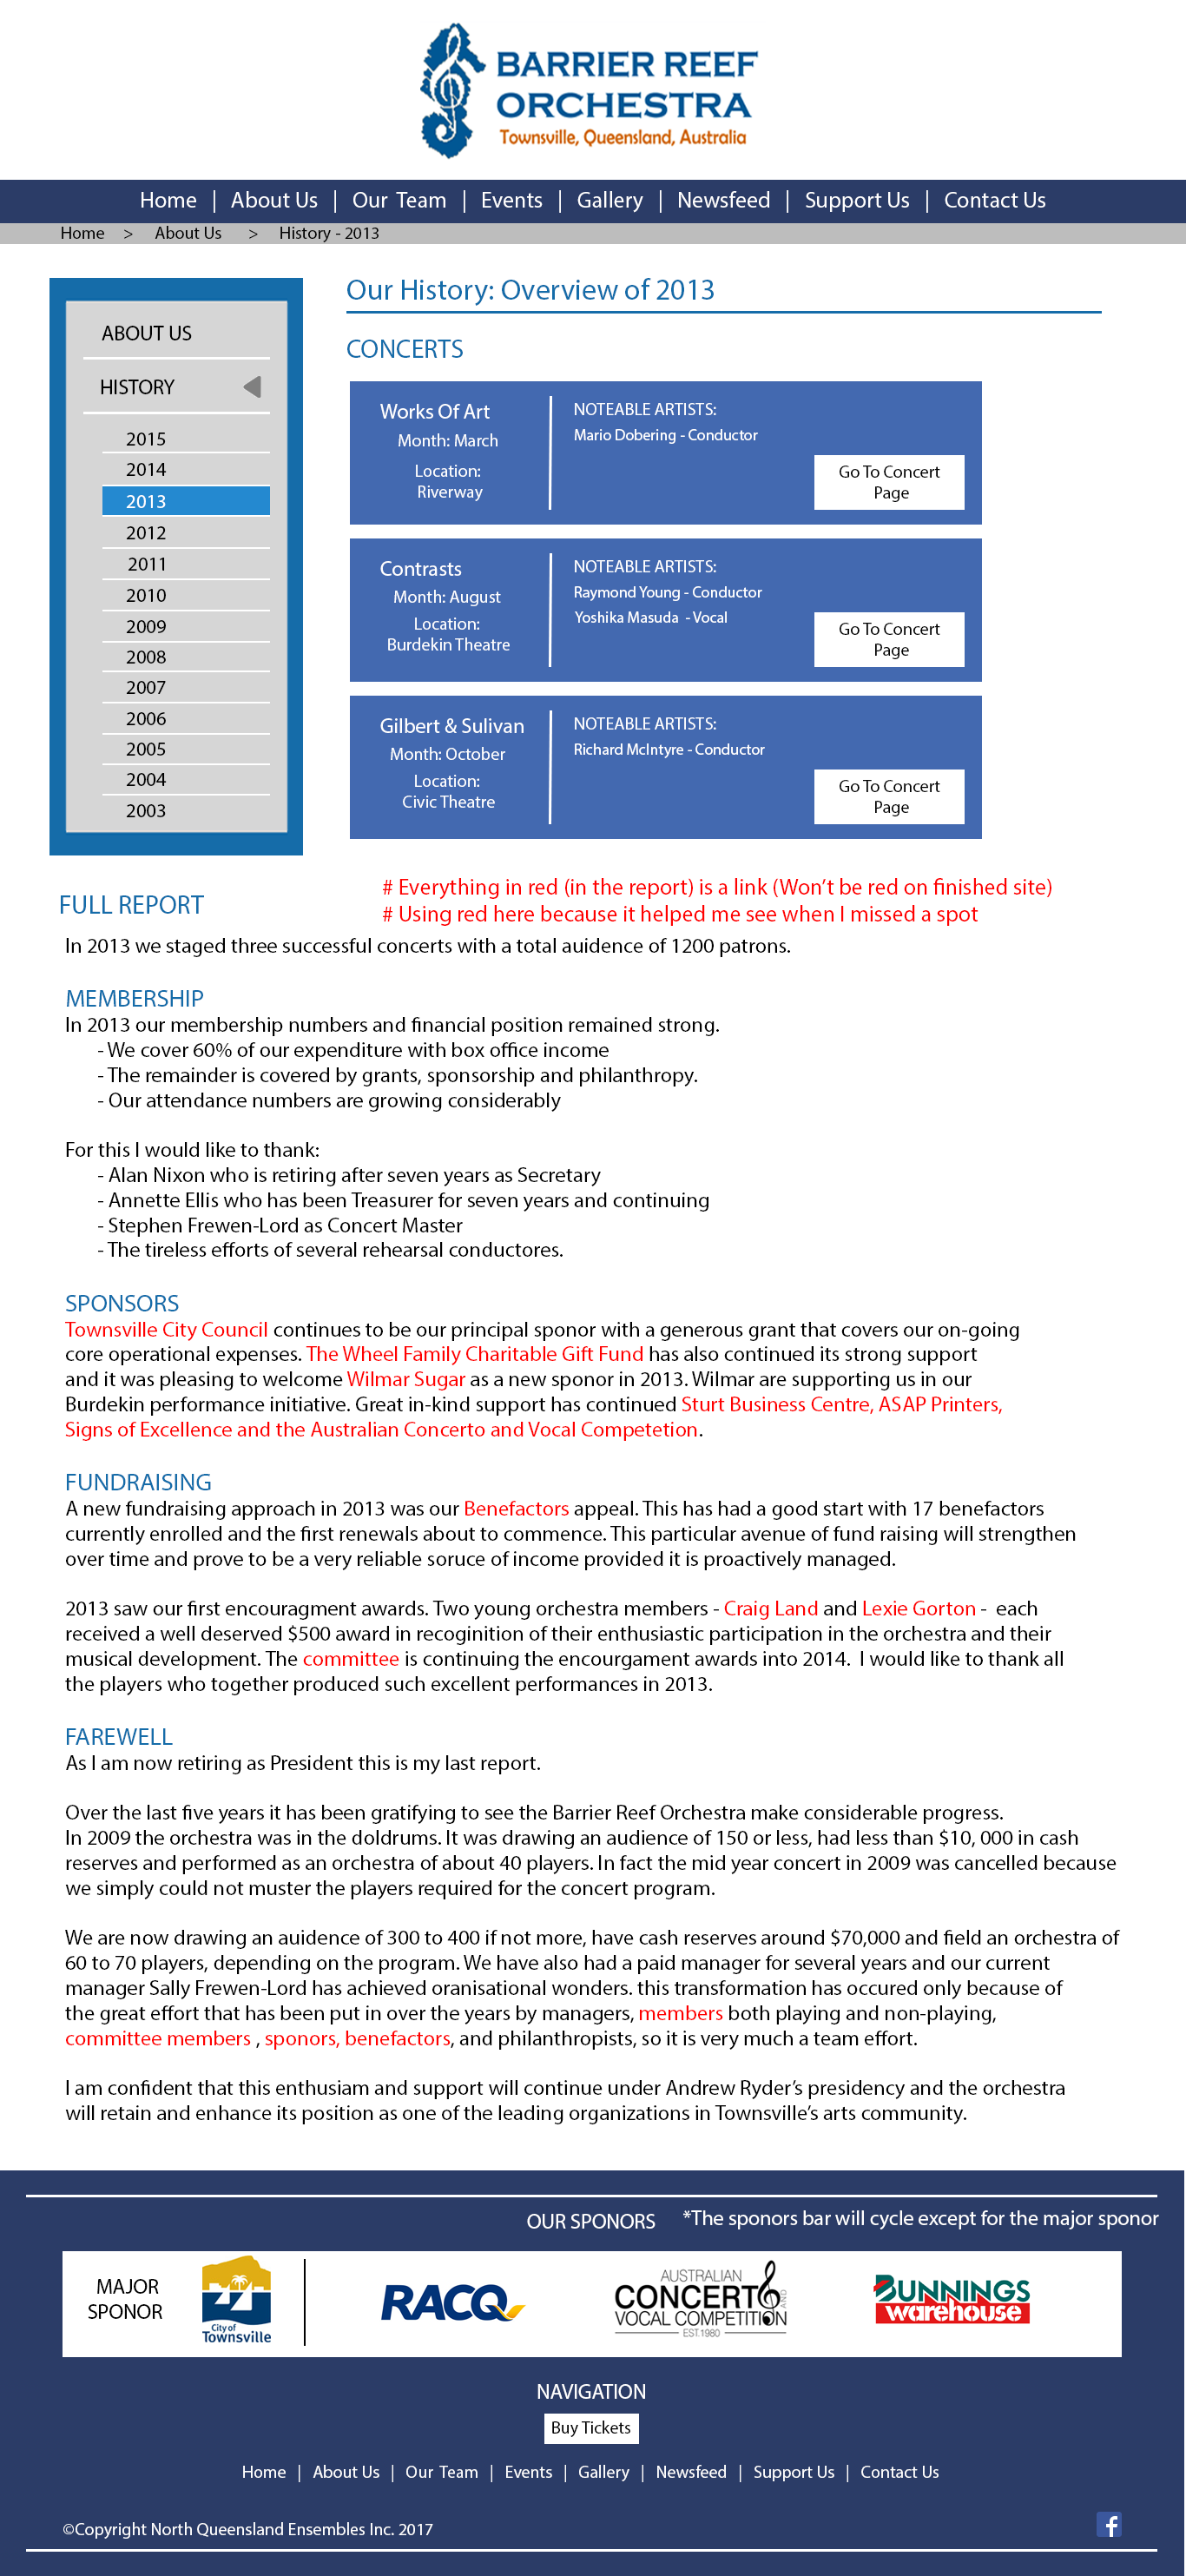 BARRIER REEF
ORCHESTRA
Townsville, Queensland, Australia
Home | About Us | Our Team | Events | Gallery | Newsfeed | Support Us | Contact Us
Home > About Us > History - 2013
ABOUT US
HISTORY
2015
2014
2013
2012
2011
2010
2009
2008
2007
2006
2005
2004
2003
Our History: Overview of 2013
CONCERTS
Works Of Art
Month: March
Location:
Riverway
NOTEABLE ARTISTS:
Mario Dobering - Conductor
Go To Concert
Page
Contrasts
Month: August
Location:
Burdekin Theatre
NOTEABLE ARTISTS:
Raymond Young - Conductor
Yoshika Masuda - Vocal
Go To Concert
Page
Gilbert & Sulivan
Month: October
Location:
Civic Theatre
NOTEABLE ARTISTS:
Richard McIntyre - Conductor
Go To Concert
Page
# Everything in red (in the report) is a link (Won't be red on finished site)
# Using red here because it helped me see when I missed a spot
FULL REPORT
In 2013 we staged three successful concerts with a total auidence of 1200 patrons.
MEMBERSHIP
In 2013 our membership numbers and financial position remained strong.
- We cover 60% of our expenditure with box office income
- The remainder is covered by grants, sponsorship and philanthropy.
- Our attendance numbers are growing considerably
For this I would like to thank:
- Alan Nixon who is retiring after seven years as Secretary
- Annette Ellis who has been Treasurer for seven years and continuing
- Stephen Frewen-Lord as Concert Master
- The tireless efforts of several rehearsal conductores.
SPONSORS
Townsville City Council continues to be our principal sponor with a generous grant that covers our on-going
core operational expenses. The Wheel Family Charitable Gift Fund has also continued its strong support
and it was pleasing to welcome Wilmar Sugar as a new sponor in 2013. Wilmar are supporting us in our
Burdekin performance initiative. Great in-kind support has continued Sturt Business Centre, ASAP Printers,
Signs of Excellence and the Australian Concerto and Vocal Competetion.
FUNDRAISING
A new fundraising approach in 2013 was our Benefactors appeal. This has had a good start with 17 benefactors
currently enrolled and the first renewals about to commence. This particular avenue of fund raising will strengthen
over time and prove to be a very reliable soruce of income provided it is proactively managed.
2013 saw our first encouragment awards. Two young orchestra members - Craig Land and Lexie Gorton - each
received a well deserved $500 award in recoginition of their enthusiastic participation in the orchestra and their
musical development. The committee is continuing the encourgament awards into 2014. I would like to thank all
the players who together produced such excellent performances in 2013.
FAREWELL
As I am now retiring as President this is my last report.
Over the last five years it has been gratifying to see the Barrier Reef Orchestra make considerable progress.
In 2009 the orchestra was in the doldrums. It was drawing an audience of 150 or less, had less than $10, 000 in cash
reserves and performed as an orchestra of about 40 players. In fact the mid year concert in 2009 was cancelled because
we simply could not muster the players required for the concert program.
We are now drawing an auidence of 300 to 400 if not more, have cash reserves around $70,000 and field an orchestra of
60 to 70 players, depending on the program. We have also had a paid manager for several years and our current
manager Sally Frewen-Lord has achieved oranisational wonders. this transformation has occured only because of
the great effort that has been put in over the years by managers, members both playing and non-playing,
committee members , sponors, benefactors, and philanthropists, so it is very much a team effort.
I am confident that this enthusiam and support will continue under Andrew Ryder's presidency and the orchestra
will retain and enhance its position as one of the leading organizations in Townsville's arts community.
OUR SPONSORS *The sponors bar will cycle except for the major sponor
MAJOR
SPONOR
City of
Townsville
RACQ
AUSTRALIAN
CONCERTO
AND
VOCAL COMPETITION
EST.1980
BUNNINGS
warehouse
NAVIGATION
Buy Tickets
Home | About Us | Our Team | Events | Gallery | Newsfeed | Support Us | Contact Us
©Copyright North Queensland Ensembles Inc. 2017
f